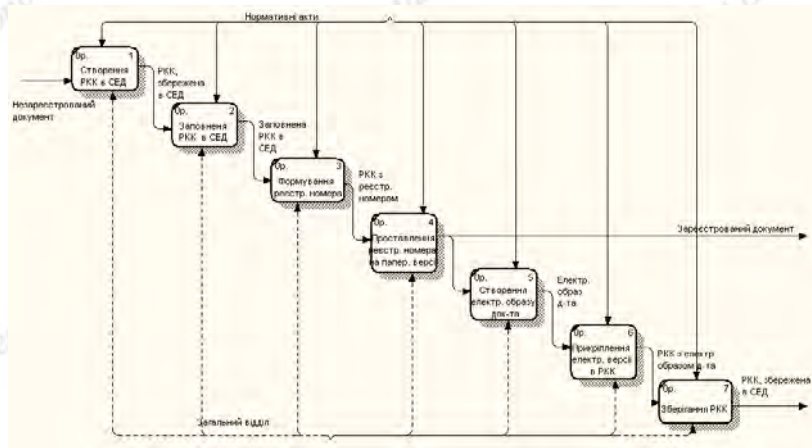 Нормативні акти
0р. 1
Створення
РКК в СЕД
РКК,
збережена
в СЕД
Незареєстрований
документ
0р. 2
Заповненя
РКК в СЕД
Заповнена
РКК в
СЕД
0р. 3
Формування
реєстр. номера
РКК з
реєстр.
номером
0р. 4
Проставлення
реєстр. номера
на папер. версії
Зареєстрований документ
0р. 5
Створення
електр. образу
док-та
Електр.
образ
д-та
0р. 6
Прикріплення
електр. версії
в РКК
РКК з електр.
образом д-та
0р. 7
Зберігання РКК
РКК, збережена
в СЕД
Загальний відділ